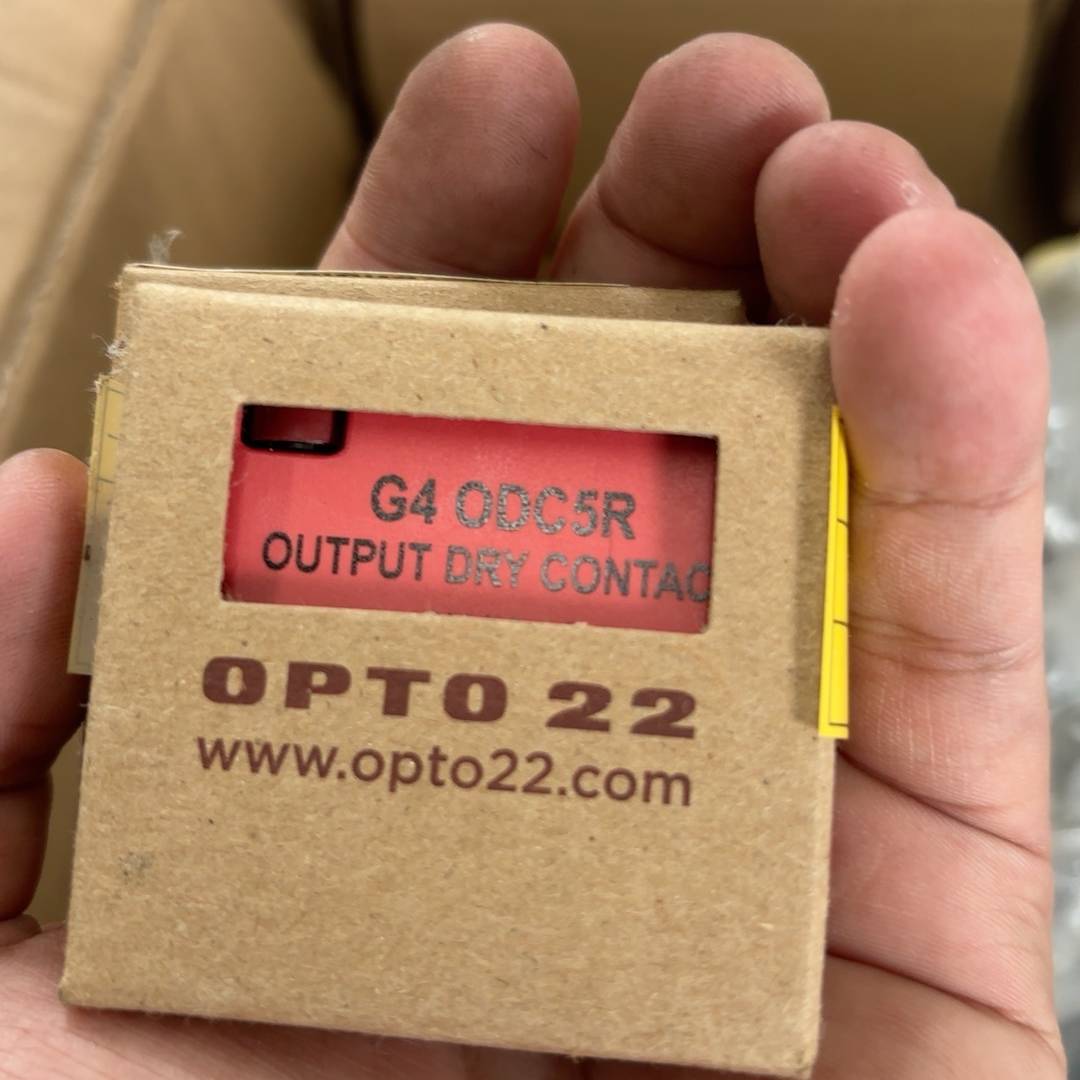 G4 ODC5R
OUTPUT DRY CONTAC
OPTO 22
www.opto22.com